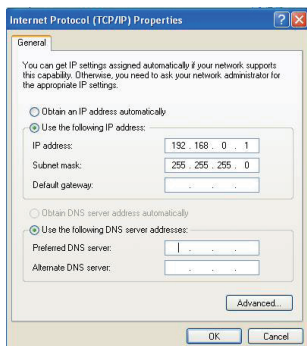 Internet Protocol (TCP/IP) Properties
General
You can get IP settings assigned automatically if your network supports
this capability. Otherwise, you need to ask your network administrator for
the appropriate IP settings.
Obtain an IP address automatically
Use the following IP address:
IP address: 192 . 168 . 0 . 1
Subnet mask: 255 . 255 . 255 . 0
Default gateway: . . .
Obtain DNS server address automatically
Use the following DNS server addresses:
Preferred DNS server: . . .
Alternate DNS server: . . .
Advanced...
OK Cancel